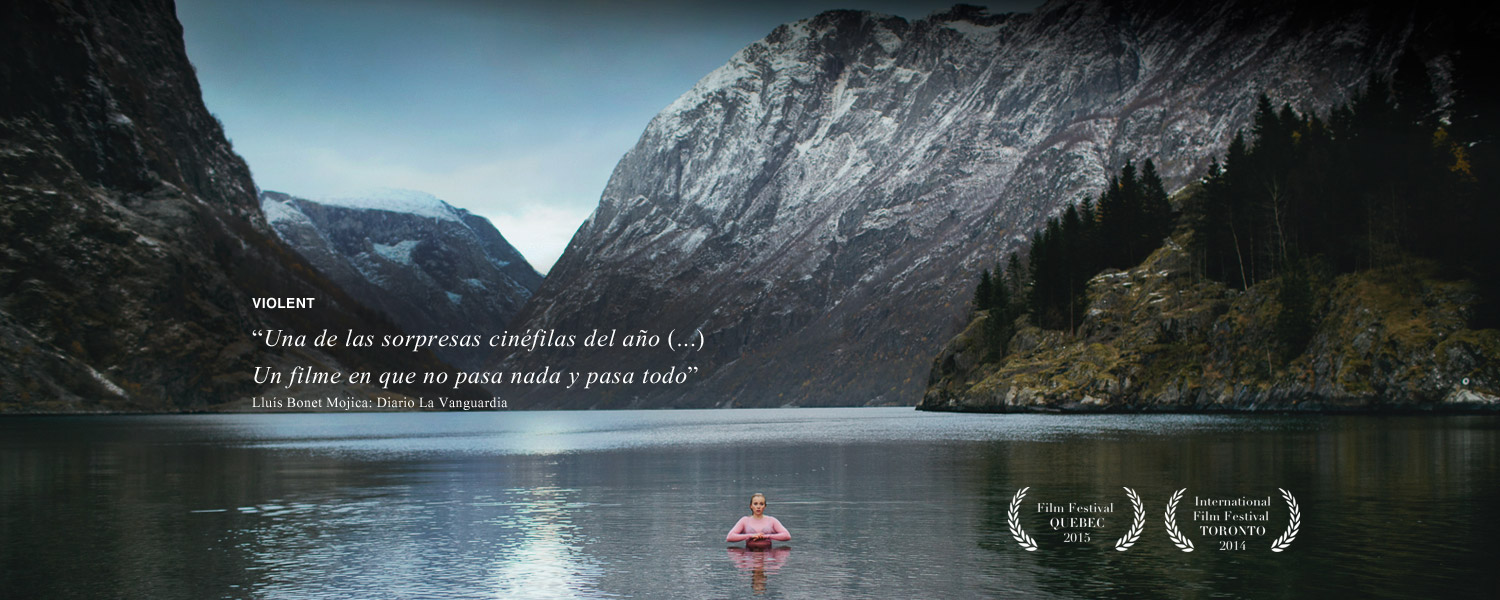 VIOLENT
“Una de las sorpresas cinéfilas del año (...)
Un filme en que no pasa nada y pasa todo”
Lluis Bonet Mojica: Diario La Vanguardia
Film Festival
QUEBEC
2015
International
Film Festival
TORONTO
2014